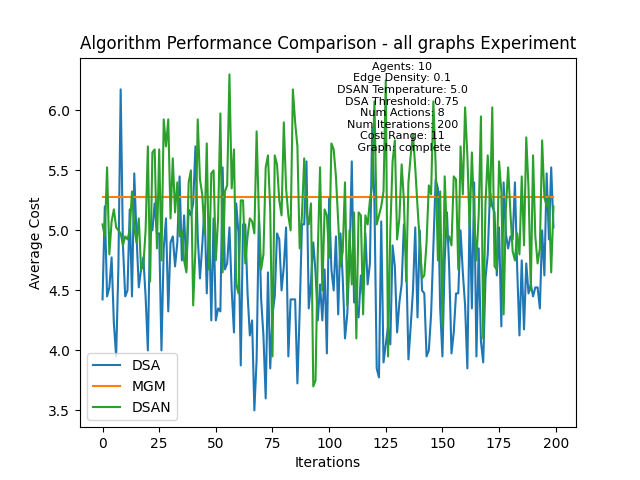 Algorithm Performance Comparison - all graphs Experiment
Agents: 10
Edge Density: 0.1
DSAN Temperature: 5.0
DSA Threshold: 0.75
Num Actions: 8
Num Iterations: 200
Cost Range: 11
Graph: complete
6.0
5.5
5.0
4.5
4.0
3.5
Average Cost
DSA
MGM
DSAN
0
25
50
75
100
125
150
175
200
Iterations